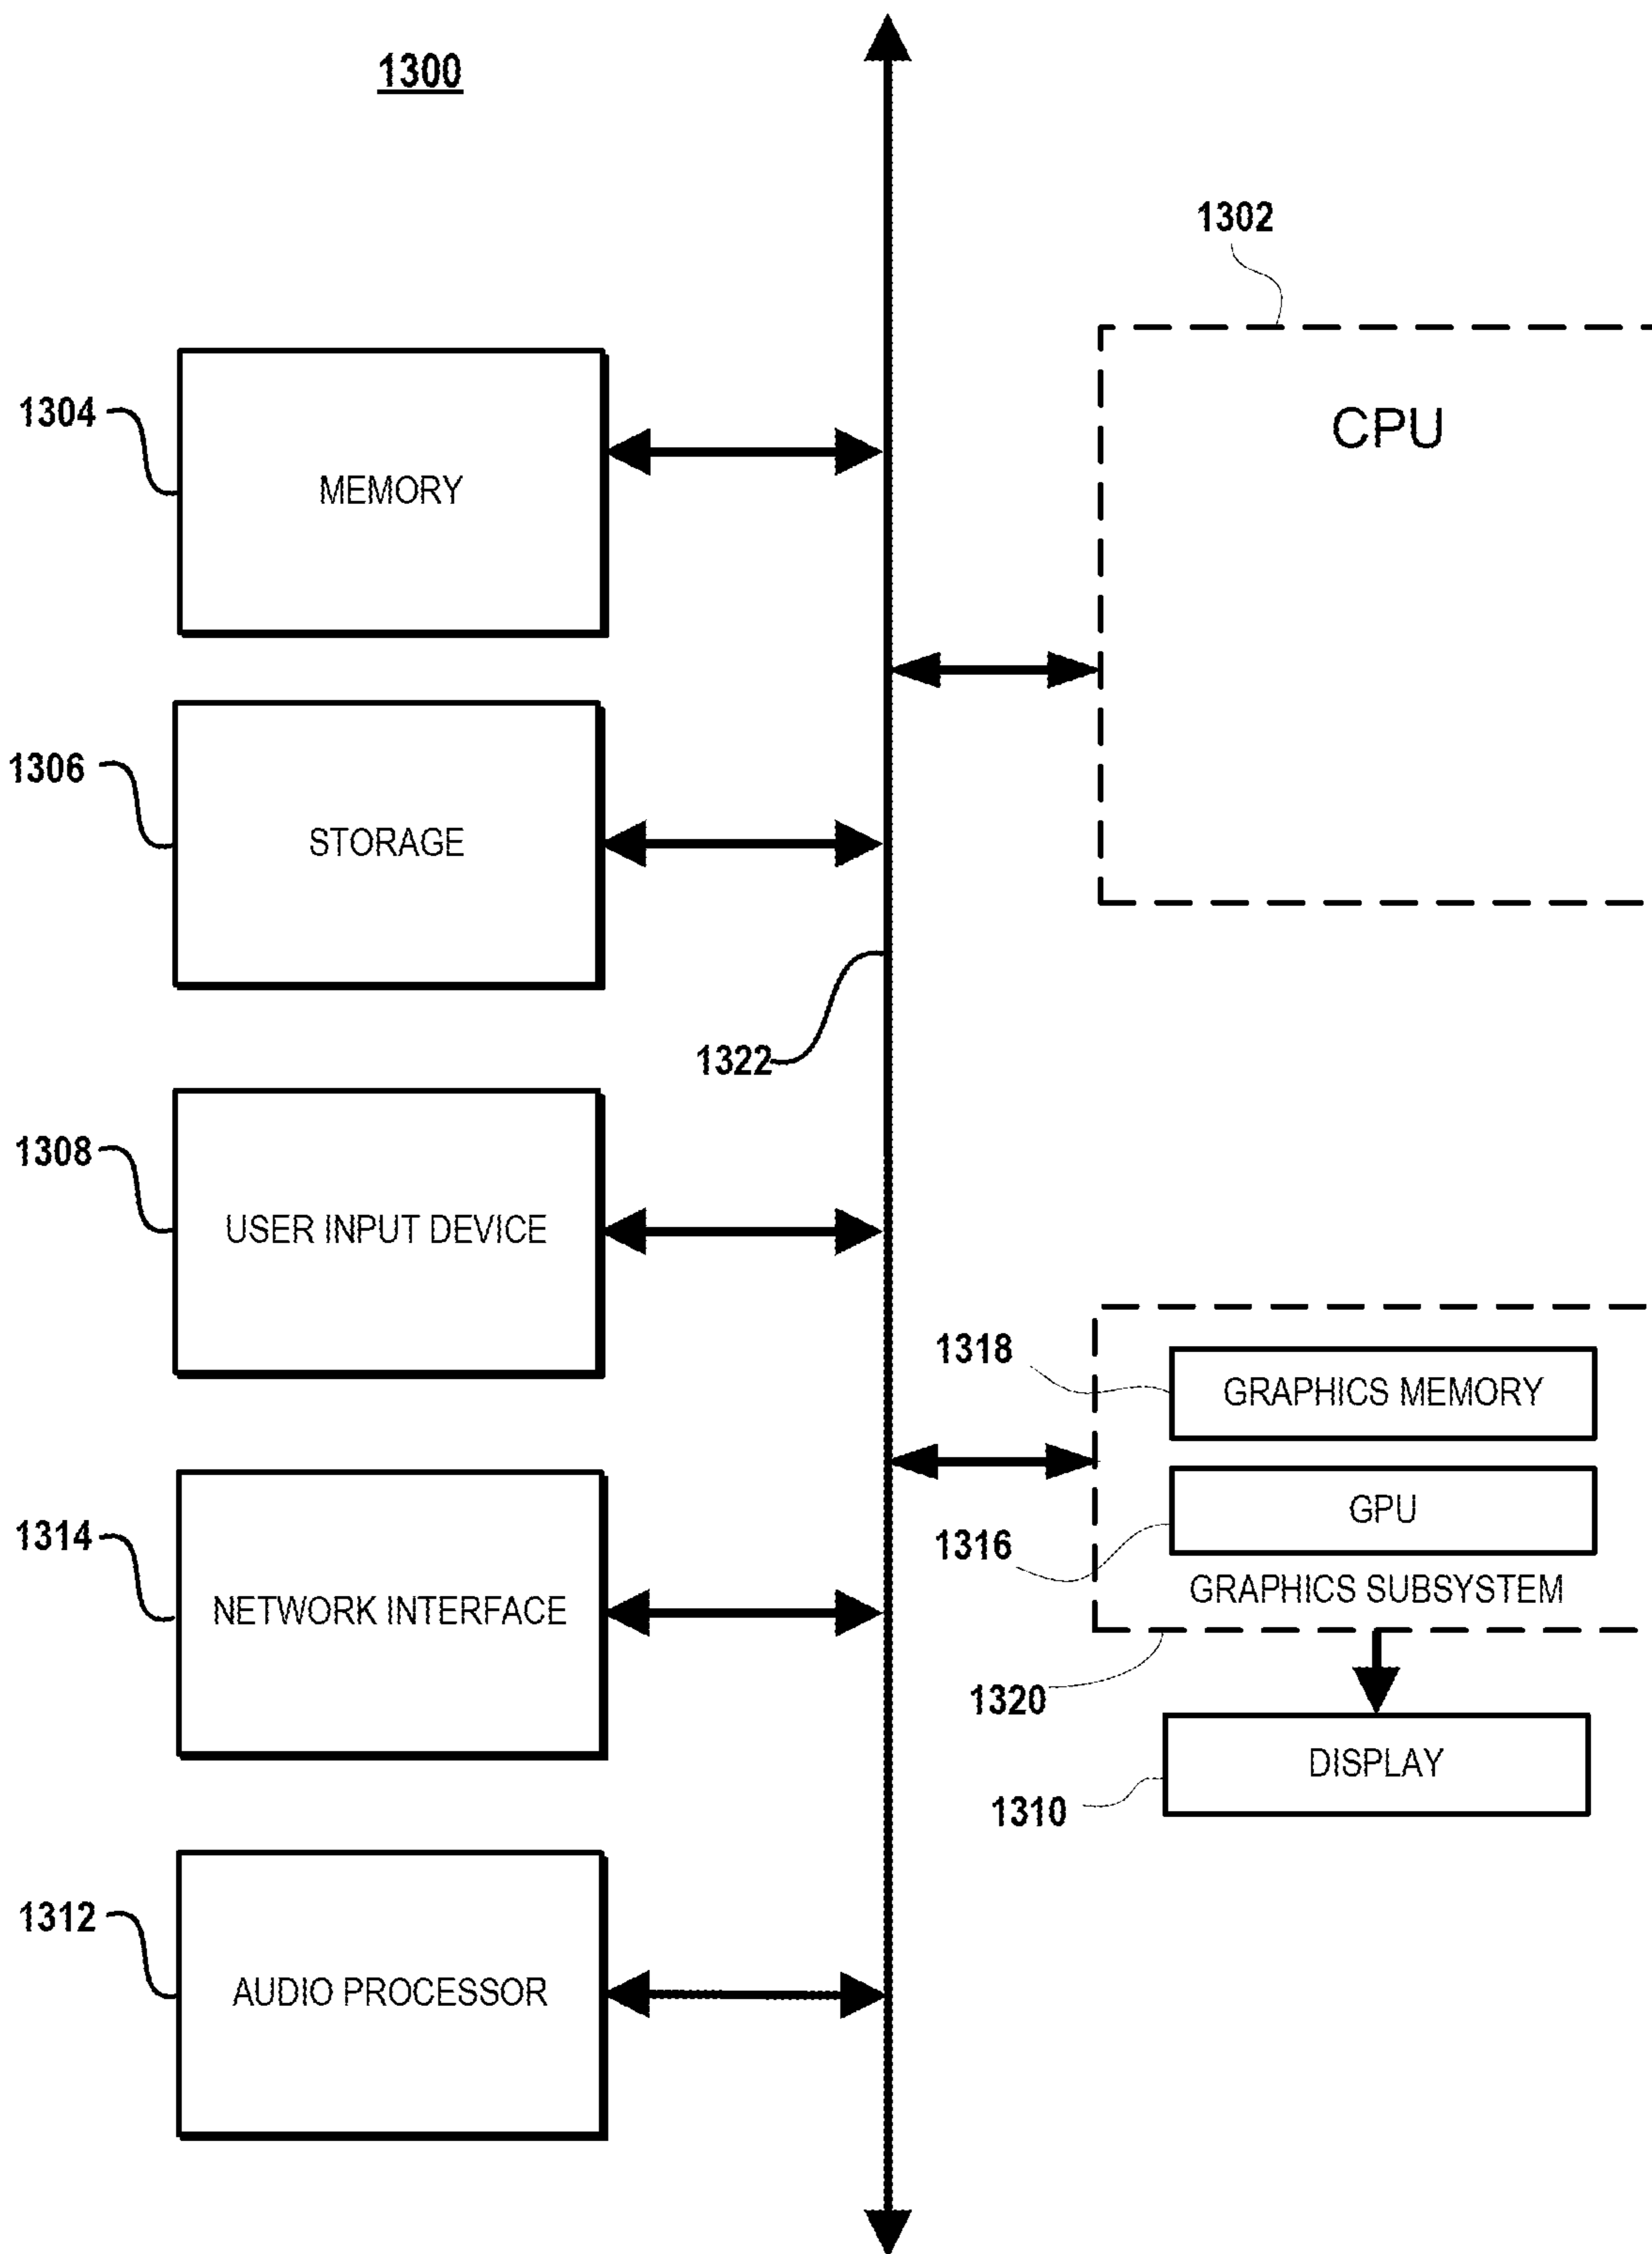 1300
1302
CPU
1304
MEMORY
1306
STORAGE
1322
1308
USER INPUT DEVICE
1318
GRAPHICS MEMORY
GPU
1316
GRAPHICS SUBSYSTEM
1314
NETWORK INTERFACE
1320
DISPLAY
1310
1312
AUDIO PROCESSOR